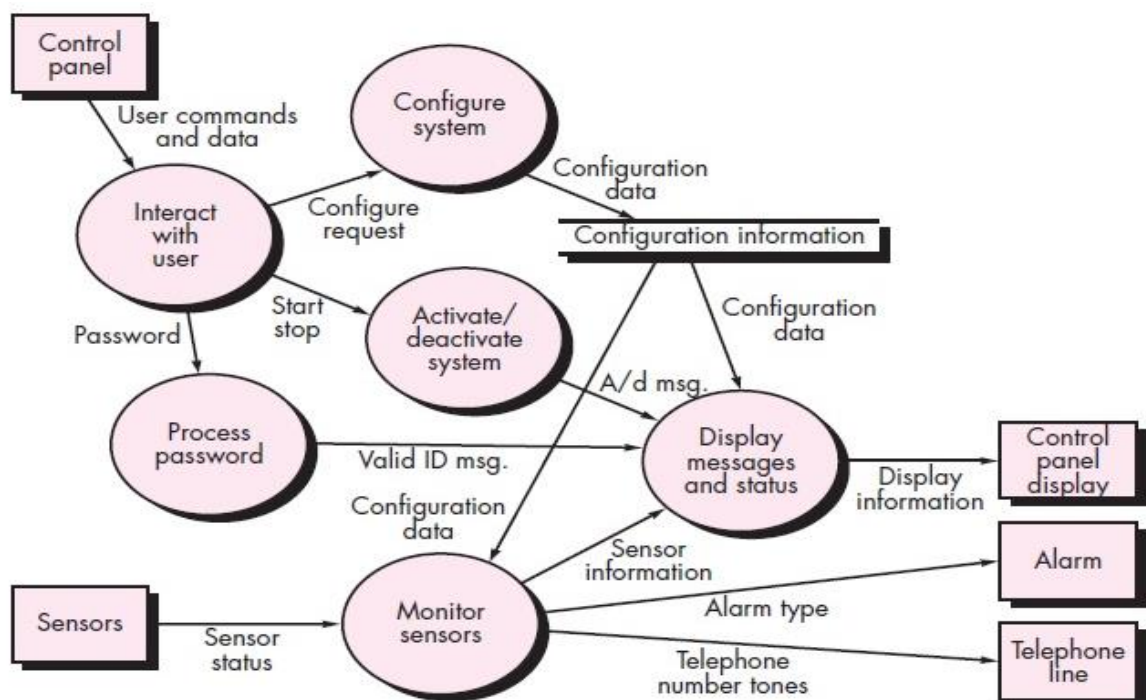 Control
panel
User commands
and data
Configure
system
Configuration
data
Interact
with
user
Configure
request
Configuration information
Start
stop
Activate/
deactivate
system
Configuration
data
Password
A/d msg.
Process
password
Valid ID msg.
Display
messages
and status
Control
panel
display
Display
information
Configuration
data
Sensor
information
Alarm
Alarm type
Sensors
Sensor
status
Monitor
sensors
Telephone
number tones
Telephone
line